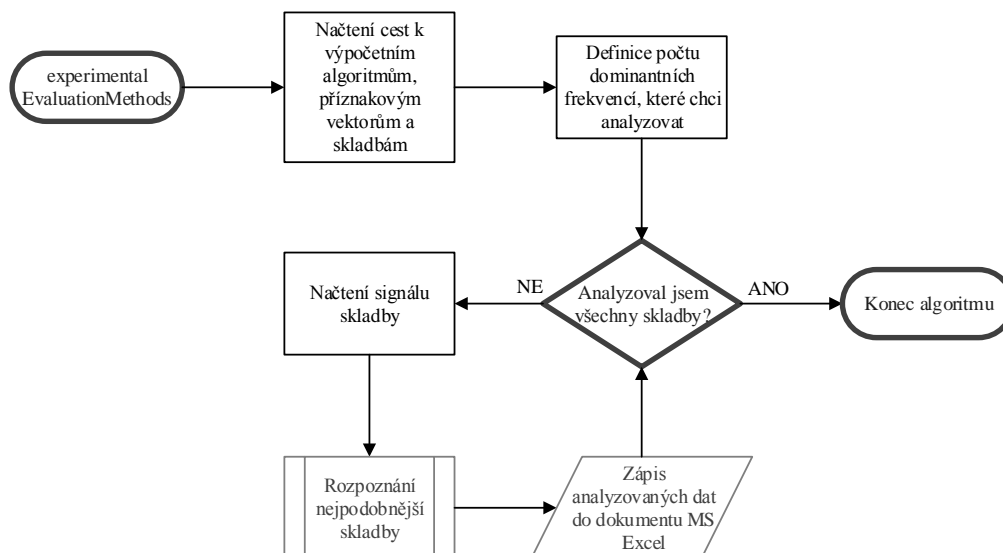 experimental
EvaluationMethods
Načtení cest k
výpočetním
algoritmům,
příznakovým
vektorům a
skladbám
Definice počtu
dominantních
frekvencí, které chci
analyzovat
Načtení signálu
skladby
NE
Analyzoval jsem
všechny skladby?
ANO
Konec algoritmu
Rozpoznání
nejpodobnější
skladby
Zápis
analyzovaných dat
do dokumentu MS
Excel